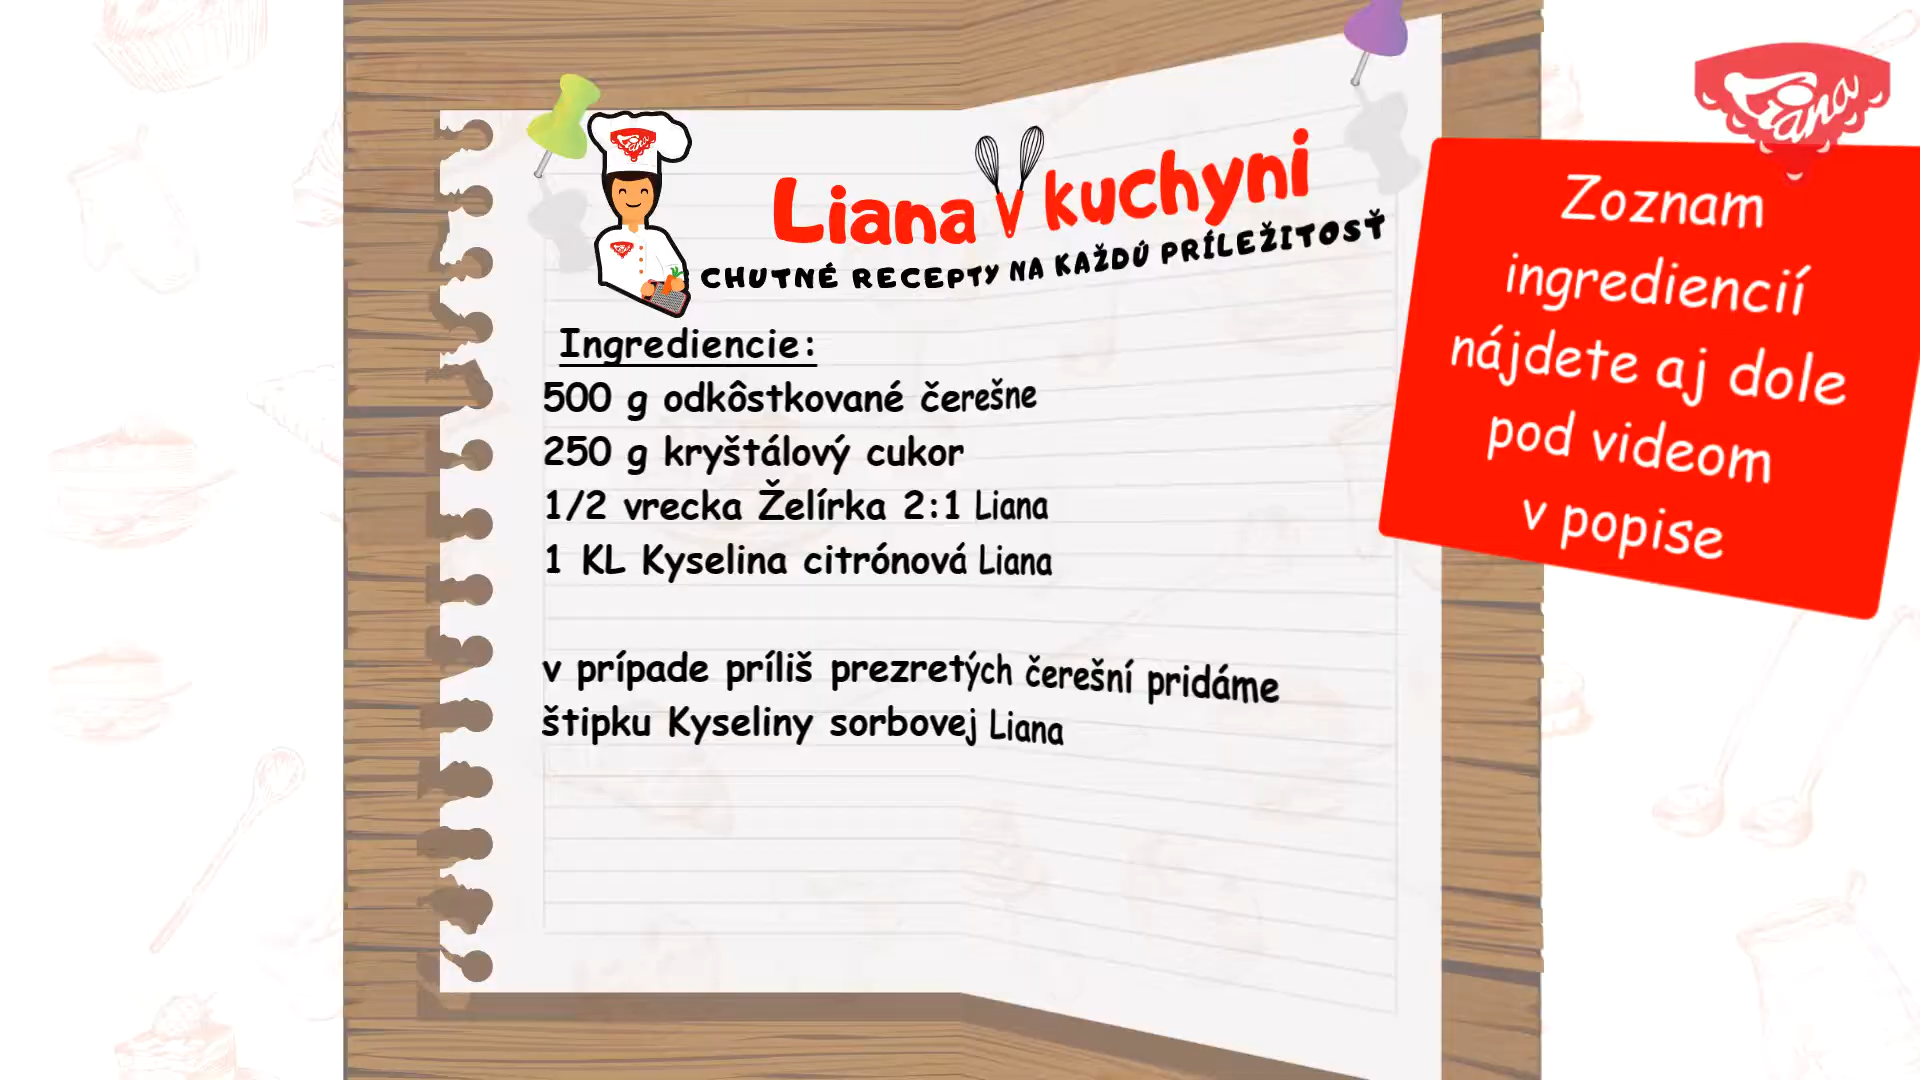 Liana
Liana V kuchyni
CHUTNÉ RECEPTY NA KAŽDÚ PRÍLEŽITOSŤ
Ingrediencie:
500 g odkôstkované čerešne
250 g kryštálový cukor
1/2 vrecka Želírka 2:1 Liana
1 KL Kyselina citrónová Liana
v prípade príliš prezretých čerešní pridáme
štipku Kyseliny sorbovej Liana
Liana
Zoznam
ingrediencií
nájdete aj dole
pod videom
v popise